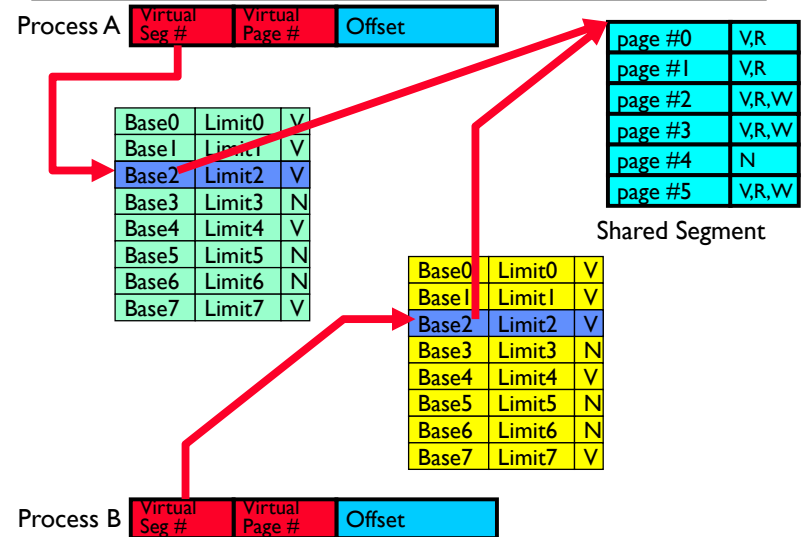 Process A
Virtual Seg #
Virtual Page #
Offset
page #0 V,R
page #1 V,R
page #2 V,R,W
page #3 V,R,W
page #4 N
page #5 V,R,W
Shared Segment
Base0 Limit0 V
Base1 Limit1 V
Base2 Limit2 V
Base3 Limit3 N
Base4 Limit4 V
Base5 Limit5 N
Base6 Limit6 N
Base7 Limit7 V
Base0 Limit0 V
Base1 Limit1 V
Base2 Limit2 V
Base3 Limit3 N
Base4 Limit4 V
Base5 Limit5 N
Base6 Limit6 N
Base7 Limit7 V
Process B
Virtual Seg #
Virtual Page #
Offset